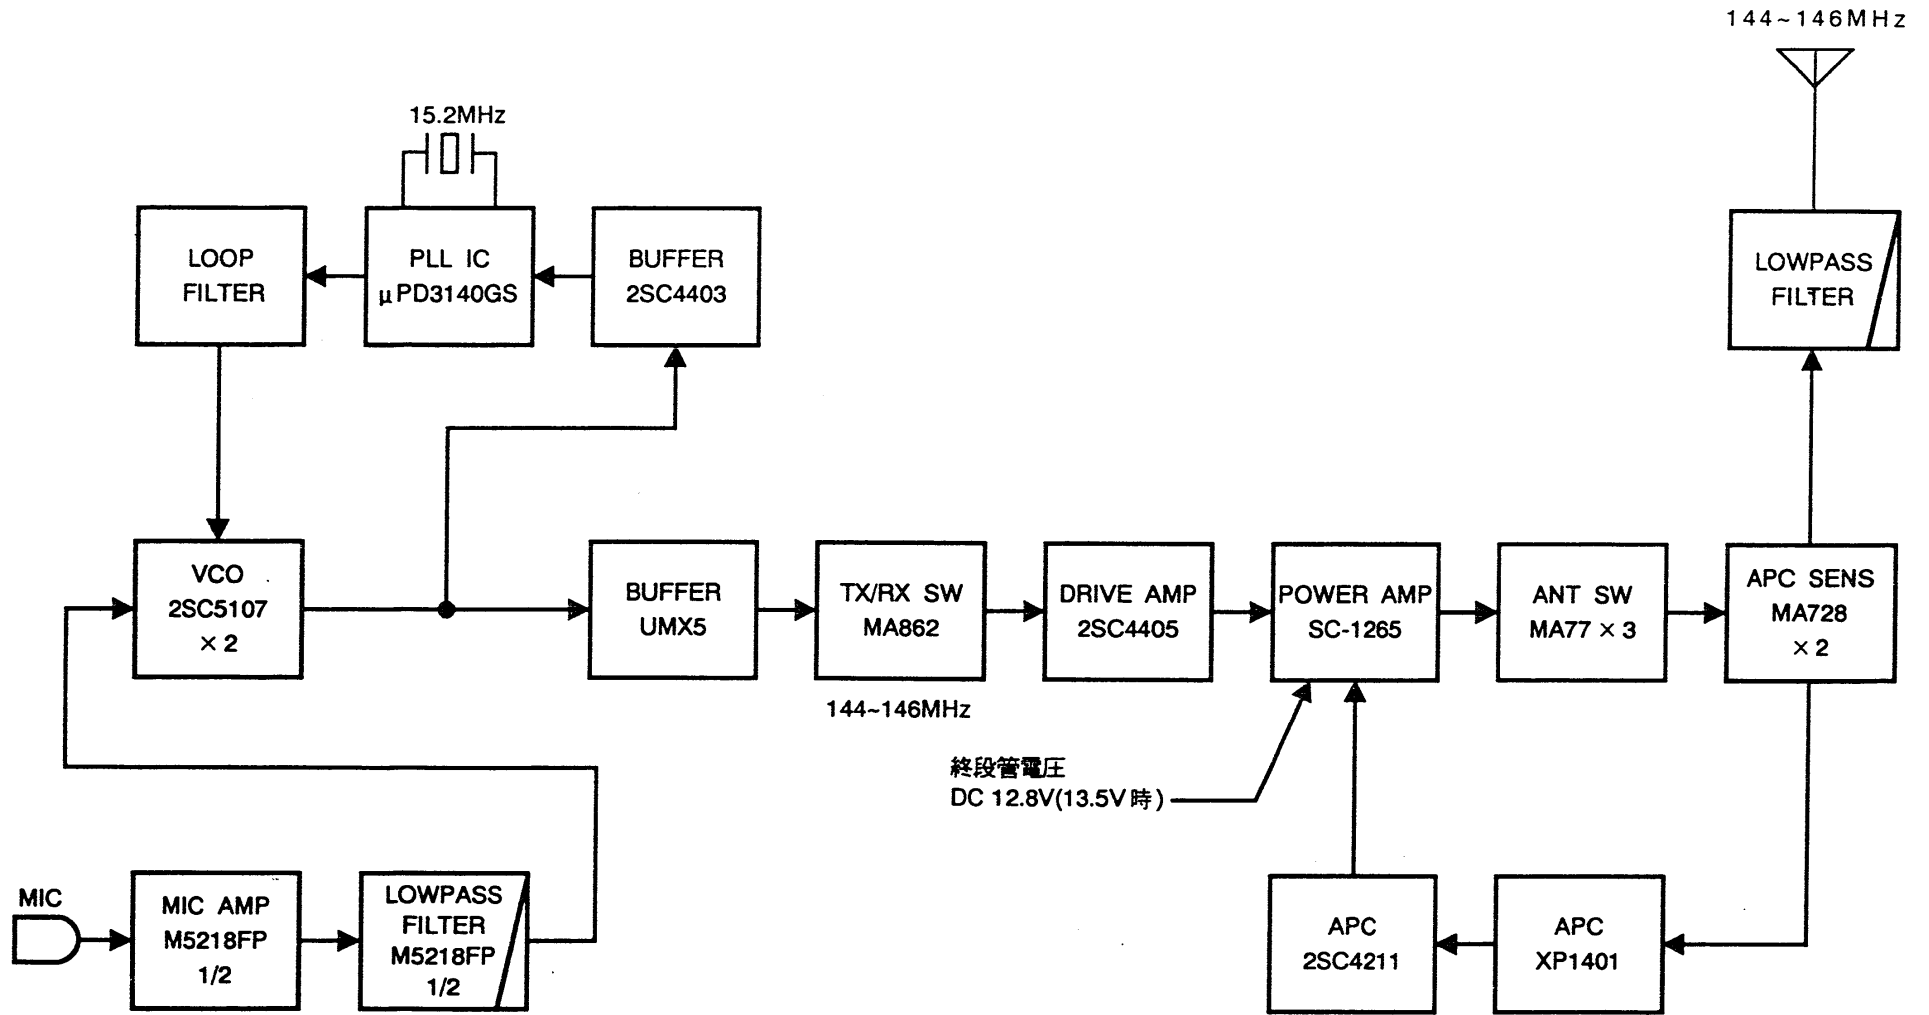 144~146MHz
15.2MHz
LOOP
FILTER
PLL IC
μPD3140GS
BUFFER
2SC4403
LOWPASS
FILTER
VCO
2SC5107
×2
BUFFER
UMX5
TX/RX SW
MA862
144~146MHz
DRIVE AMP
2SC4405
POWER AMP
SC-1265
ANT SW
MA77×3
APC SENS
MA728
×2
終段管電圧
DC 12.8V(13.5V時)
MIC
MIC AMP
M5218FP
1/2
LOWPASS
FILTER
M5218FP
1/2
APC
2SC4211
APC
XP1401